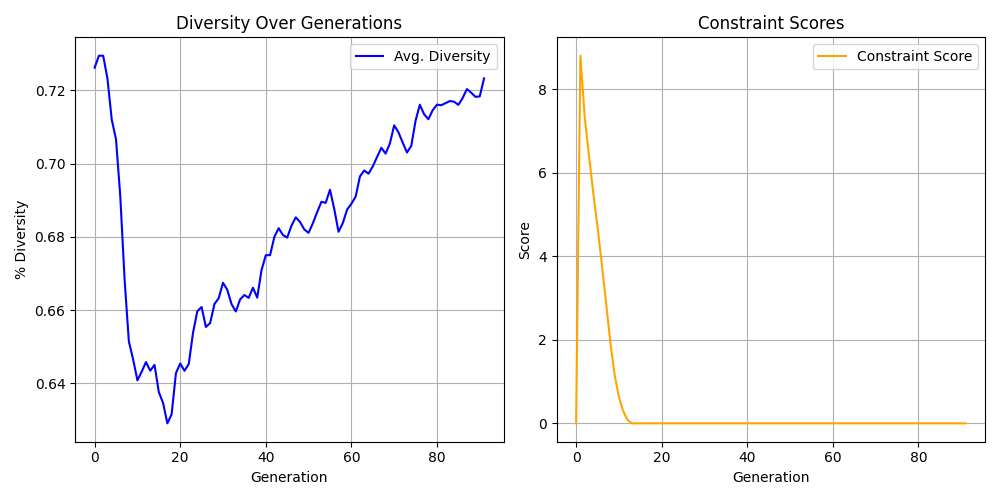 Diversity Over Generations
Avg. Diversity
0.72
0.70
0.68
0.66
0.64
% Diversity
0
20
40
60
80
Generation
Constraint Scores
Constraint Score
8
6
4
2
0
Score
0
20
40
60
80
Generation